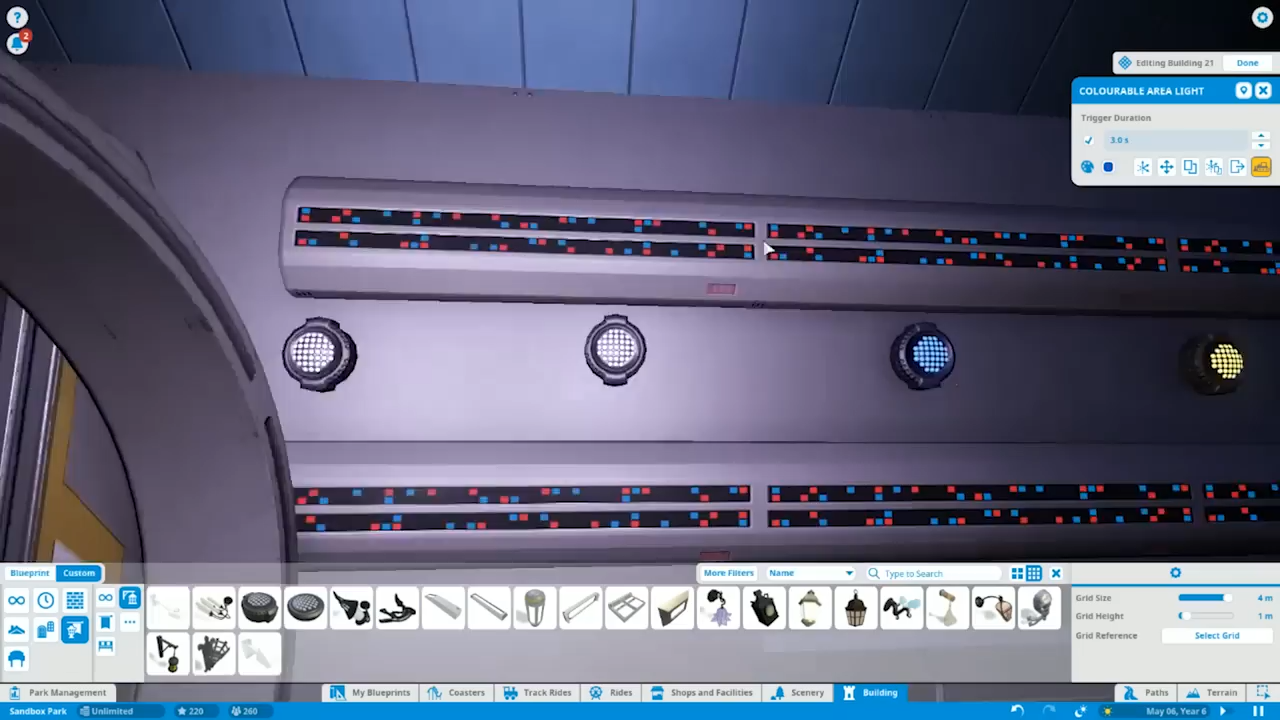 ?
2
Editing Building 21
Done
COLOURABLE AREA LIGHT
Trigger Duration
3.0 s
Blueprint
Custom
More Filters
Name
Type to Search
Grid Size
4 m
Grid Height
1 m
Grid Reference
Select Grid
Park Management
My Blueprints
Coasters
Track Rides
Rides
Shops and Facilities
Scenery
Building
Paths
Terrain
Sandbox Park
Unlimited
220
260
May 06, Year 6